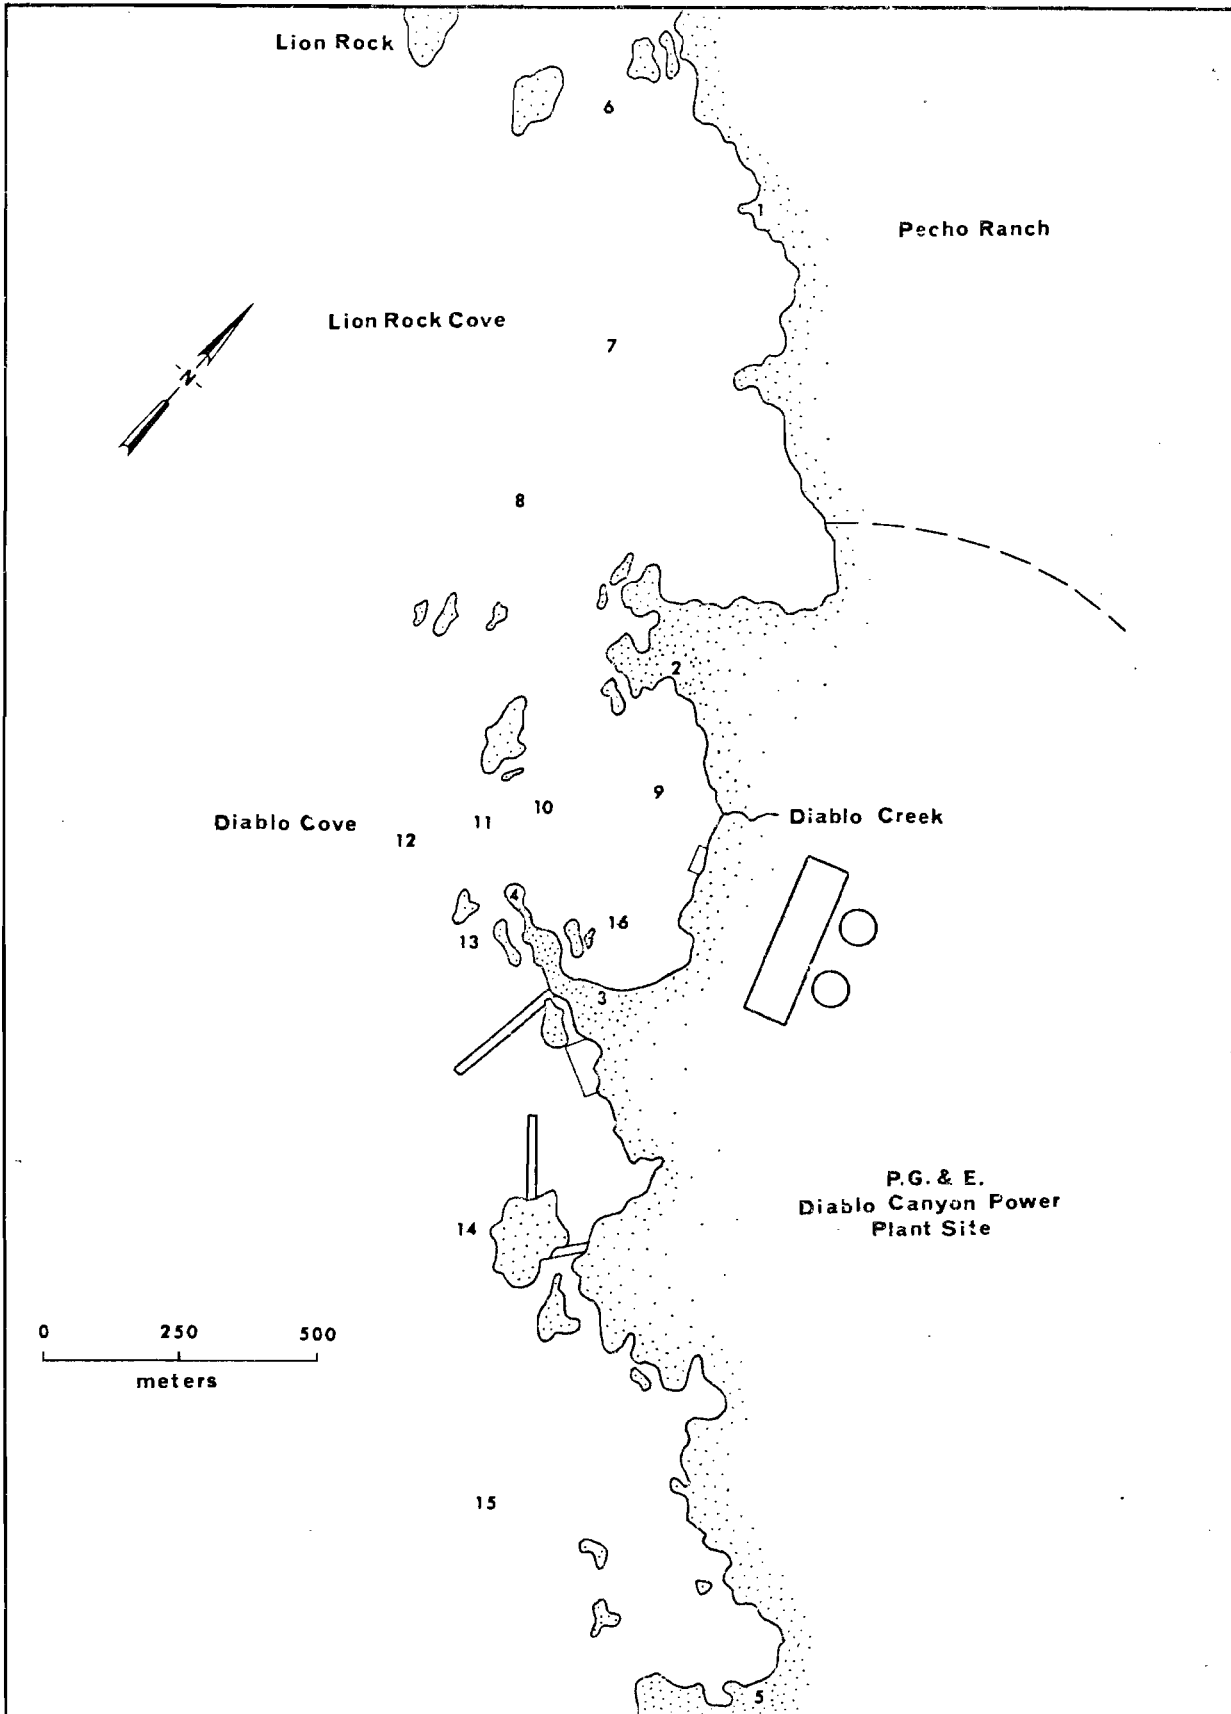 Lion Rock
6
1
Pecho Ranch
Lion Rock Cove
7
N
8
2
9
10
11
Diablo Cove
12
Diablo Creek
4
16
13
3
P.G. & E.
Diablo Canyon Power
Plant Site
14
0 250 500
meters
15
5